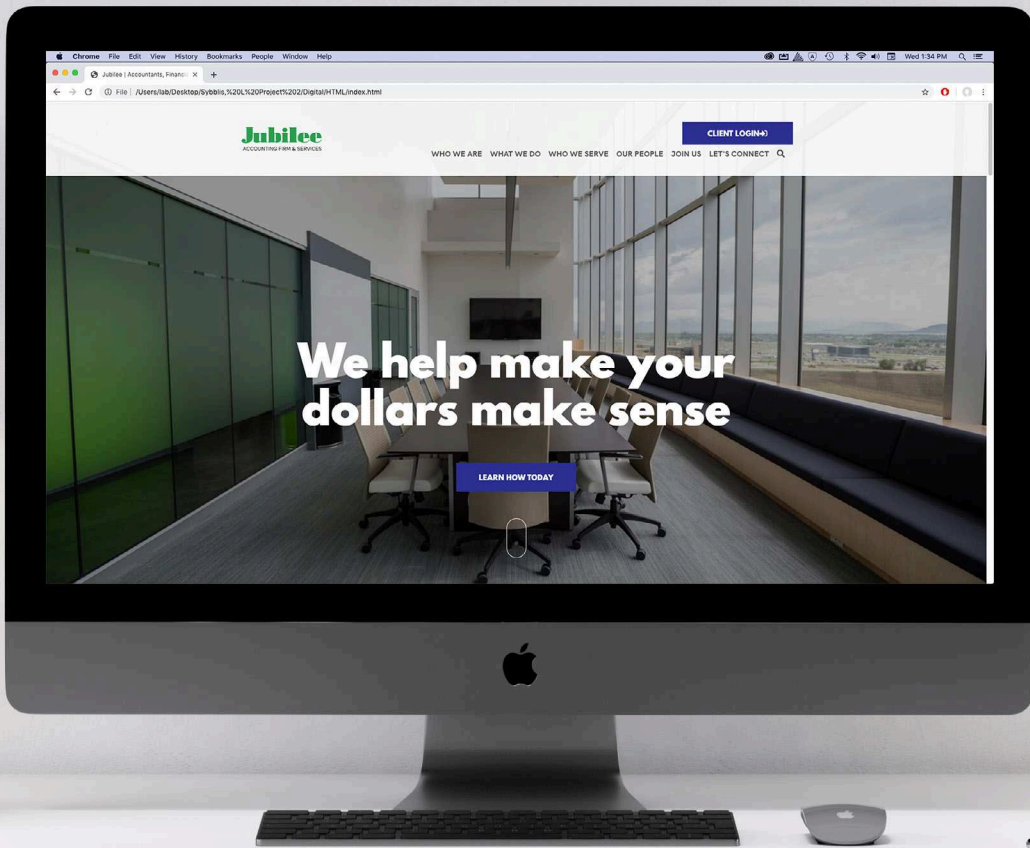 Chrome File Edit View History Bookmarks People Window Help
Wed 1:34 PM
Jubilee | Accountants, Financ
File | /Users/lab/Desktop/Sybblis,%20L%20Project%202/Digital/HTML/index.html
Jubilee
ACCOUNTING FIRM & SERVICES
CLIENT LOGIN
WHO WE ARE WHAT WE DO WHO WE SERVE OUR PEOPLE JOIN US LET'S CONNECT
We help make your
dollars make sense
LEARN HOW TODAY